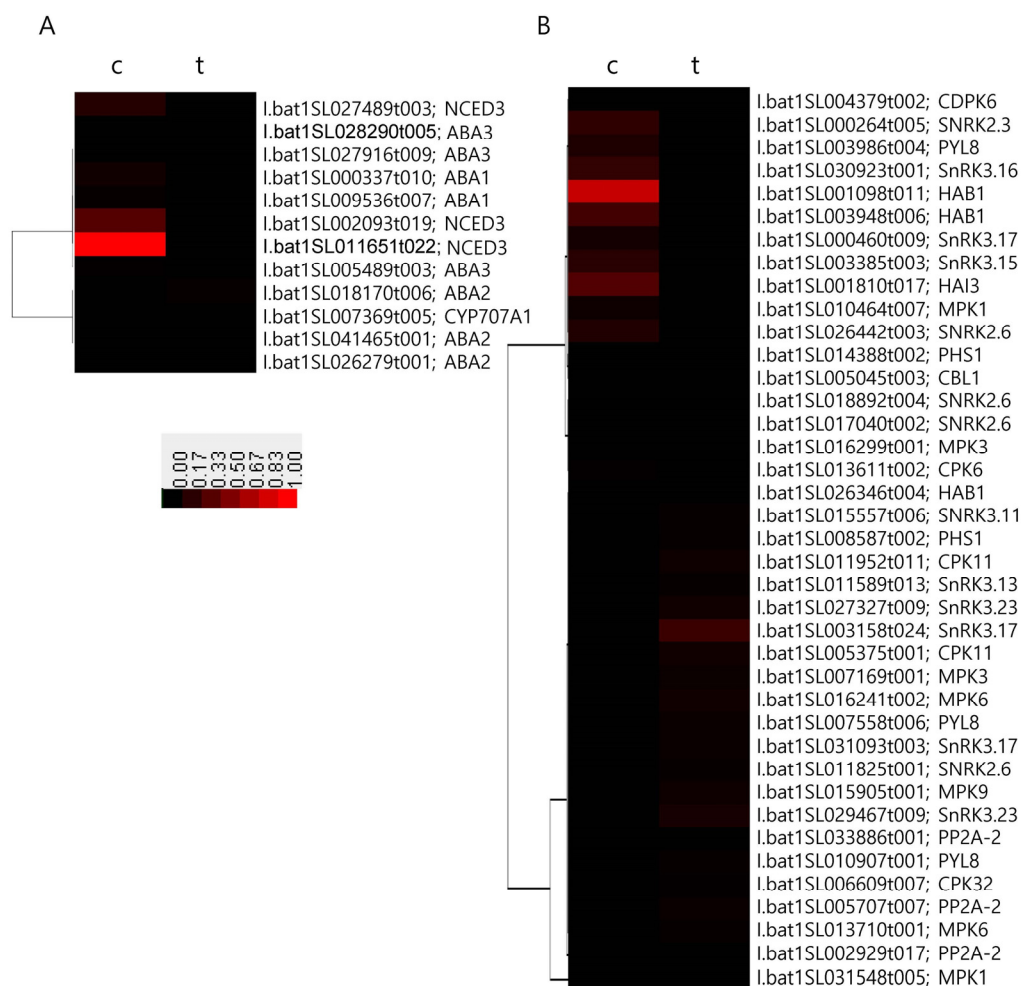 A
c t
I.bat1SL027489t003; NCED3
I.bat1SL028290t005; ABA3
I.bat1SL027916t009; ABA3
I.bat1SL000337t010; ABA1
I.bat1SL009536t007; ABA1
I.bat1SL002093t019; NCED3
I.bat1SL011651t022; NCED3
I.bat1SL005489t003; ABA3
I.bat1SL018170t006; ABA2
I.bat1SL007369t005; CYP707A1
I.bat1SL041465t001; ABA2
I.bat1SL026279t001; ABA2
0.00
0.17
0.33
0.50
0.67
0.83
1.00
B
c t
I.bat1SL004379t002; CDPK6
I.bat1SL000264t005; SNRK2.3
I.bat1SL003986t004; PYL8
I.bat1SL030923t001; SnRK3.16
I.bat1SL001098t011; HAB1
I.bat1SL003948t006; HAB1
I.bat1SL000460t009; SnRK3.17
I.bat1SL003385t003; SnRK3.15
I.bat1SL001810t017; HAI3
I.bat1SL010464t007; MPK1
I.bat1SL026442t003; SNRK2.6
I.bat1SL014388t002; PHS1
I.bat1SL005045t003; CBL1
I.bat1SL018892t004; SNRK2.6
I.bat1SL017040t002; SNRK2.6
I.bat1SL016299t001; MPK3
I.bat1SL013611t002; CPK6
I.bat1SL026346t004; HAB1
I.bat1SL015557t006; SNRK3.11
I.bat1SL008587t002; PHS1
I.bat1SL011952t011; CPK11
I.bat1SL011589t013; SnRK3.13
I.bat1SL027327t009; SnRK3.23
I.bat1SL003158t024; SnRK3.17
I.bat1SL005375t001; CPK11
I.bat1SL007169t001; MPK3
I.bat1SL016241t002; MPK6
I.bat1SL007558t006; PYL8
I.bat1SL031093t003; SnRK3.17
I.bat1SL011825t001; SNRK2.6
I.bat1SL015905t001; MPK9
I.bat1SL029467t009; SnRK3.23
I.bat1SL033886t001; PP2A-2
I.bat1SL010907t001; PYL8
I.bat1SL006609t007; CPK32
I.bat1SL005707t007; PP2A-2
I.bat1SL013710t001; MPK6
I.bat1SL002929t017; PP2A-2
I.bat1SL031548t005; MPK1